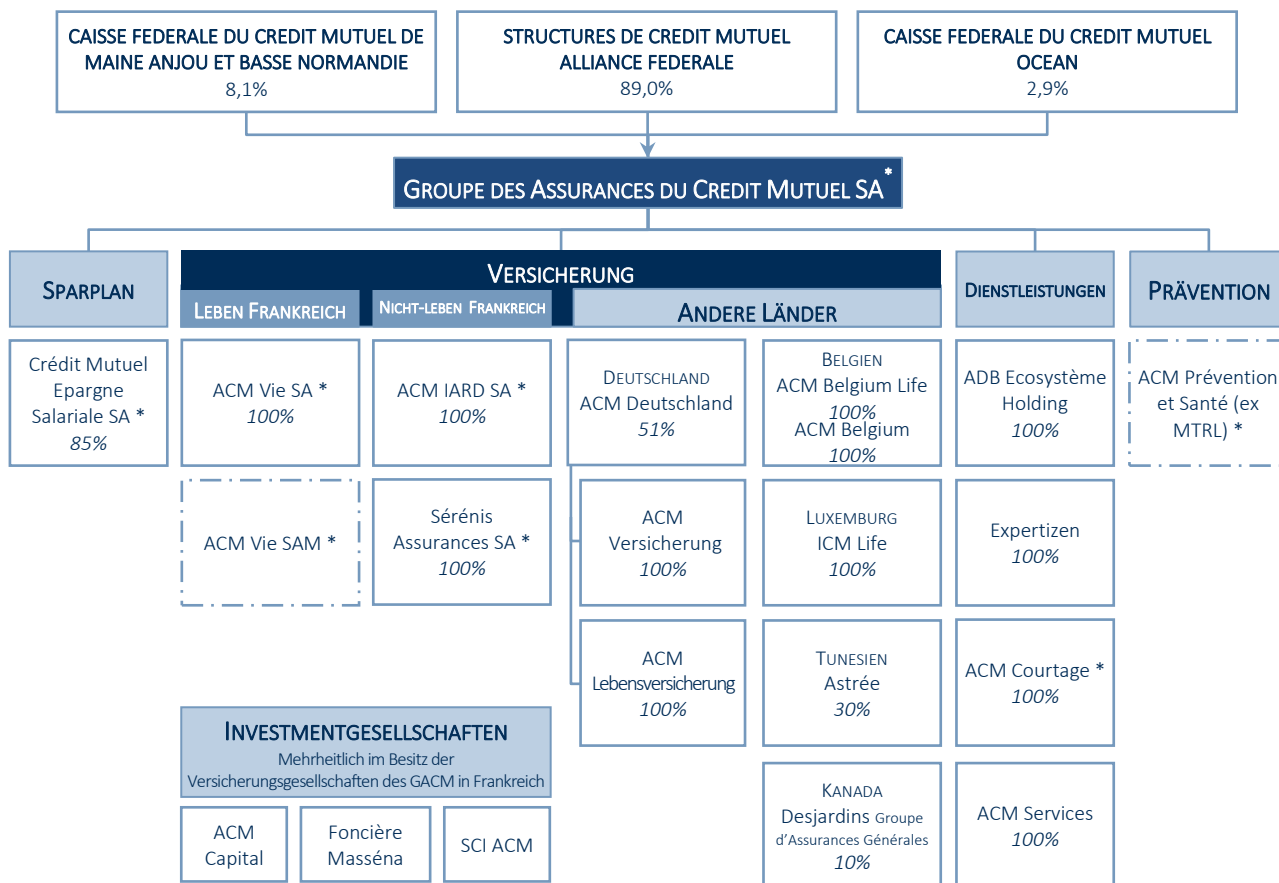 CAISSE FEDERALE DU CREDIT MUTUEL DE
MAINE ANJOU ET BASSE NORMANDIE
8,1%
STRUCTURES DE CREDIT MUTUEL
ALLIANCE FEDERALE
89,0%
CAISSE FEDERALE DU CREDIT MUTUEL
OCEAN
2,9%
GROUPE DES ASSURANCES DU CREDIT MUTUEL SA*
SPARPLAN
VERSICHERUNG
LEBEN FRANKREICH
NICHT-LEBEN FRANKREICH
ANDERE LÄNDER
DIENSTLEISTUNGEN
PRÄVENTION
Crédit Mutuel
Epargne
Salariale SA *
85%
ACM Vie SA *
100%
ACM IARD SA *
100%
DEUTSCHLAND
ACM Deutschland
51%
BELGIEN
ACM Belgium Life
100%
ACM Belgium
100%
ADB Ecosystème
Holding
100%
ACM Prévention
et Santé (ex
MTRL) *
ACM Vie SAM *
Sérénis
Assurances SA *
100%
ACM
Versicherung
100%
LUXEMBURG
ICM Life
100%
Expertizen
100%
ACM
Lebensversicherung
100%
TUNESIEN
Astrée
30%
ACM Courtage *
100%
INVESTMENTGESELLSCHAFTEN
Mehrheitlich im Besitz der
Versicherungsgesellschaften des GACM in Frankreich
ACM
Capital
Foncière
Masséna
SCI ACM
KANADA
Desjardins Groupe
d'Assurances Générales
10%
ACM Services
100%